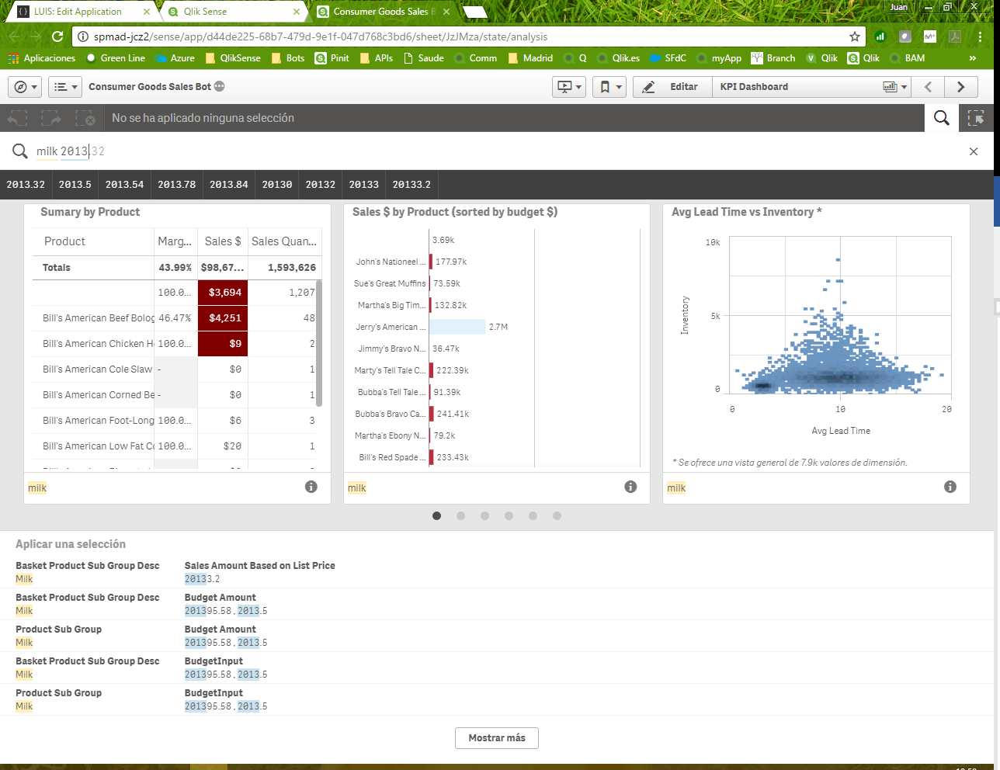 LUIS: Edit Application
Qlik Sense
Consumer Goods Sales B
Juan
spmad-jcz2/sense/app/d44de225-68b7-479d-9e1f-047d768c3bd6/sheet/JzJMza/state/analysis
Aplicaciones Green Line Azure QlikSense Bots Pinit APIs Saude Comm Madrid Q Qlik.es SFdC myApp Branch Qlik Qlik BAM »
Consumer Goods Sales Bot
Editar
KPI Dashboard
No se ha aplicado ninguna selección
milk 2013.32
2013.32 2013.5 2013.54 2013.78 2013.84 20130 20132 20133 20133.2
Sumary by Product
Product Marg... Sales $ Sales Quan...
Totals 43.99% $98,67... 1,593,626
100.0... $3,694 1,207
Bill's American Beef Bolog 46.47% $4,251 48
Bill's American Chicken H 100.0... $9 2
Bill's American Cole Slaw - $0 1
Bill's American Corned Be - $0 1
Bill's American Foot-Long 100.0... $6 3
Bill's American Low Fat Co 100.0... $20 1
milk
Sales $ by Product (sorted by budget $)
3.69k
John's Nationeel ... 177.97k
Sue's Great Muffins 73.59k
Martha's Big Tim... 132.82k
Jerry's American ... 2.7M
Jimmy's Bravo N... 36.47k
Marty's Tell Tale C... 222.39k
Bubba's Tell Tale ... 91.39k
Bubba's Bravo Ca... 241.41k
Martha's Ebony N... 79.2k
Bill's Red Spade ... 233.43k
milk
Avg Lead Time vs Inventory *
10k
5k
0
Inventory
0 10 20
Avg Lead Time
* Se ofrece una vista general de 7.9k valores de dimensión.
milk
Aplicar una selección
Basket Product Sub Group Desc Sales Amount Based on List Price
Milk 20133.2
Basket Product Sub Group Desc Budget Amount
Milk 201395.58 , 2013.5
Product Sub Group Budget Amount
Milk 201395.58 , 2013.5
Basket Product Sub Group Desc BudgetInput
Milk 201395.58 , 2013.5
Product Sub Group BudgetInput
Milk 201395.58 , 2013.5
Mostrar más